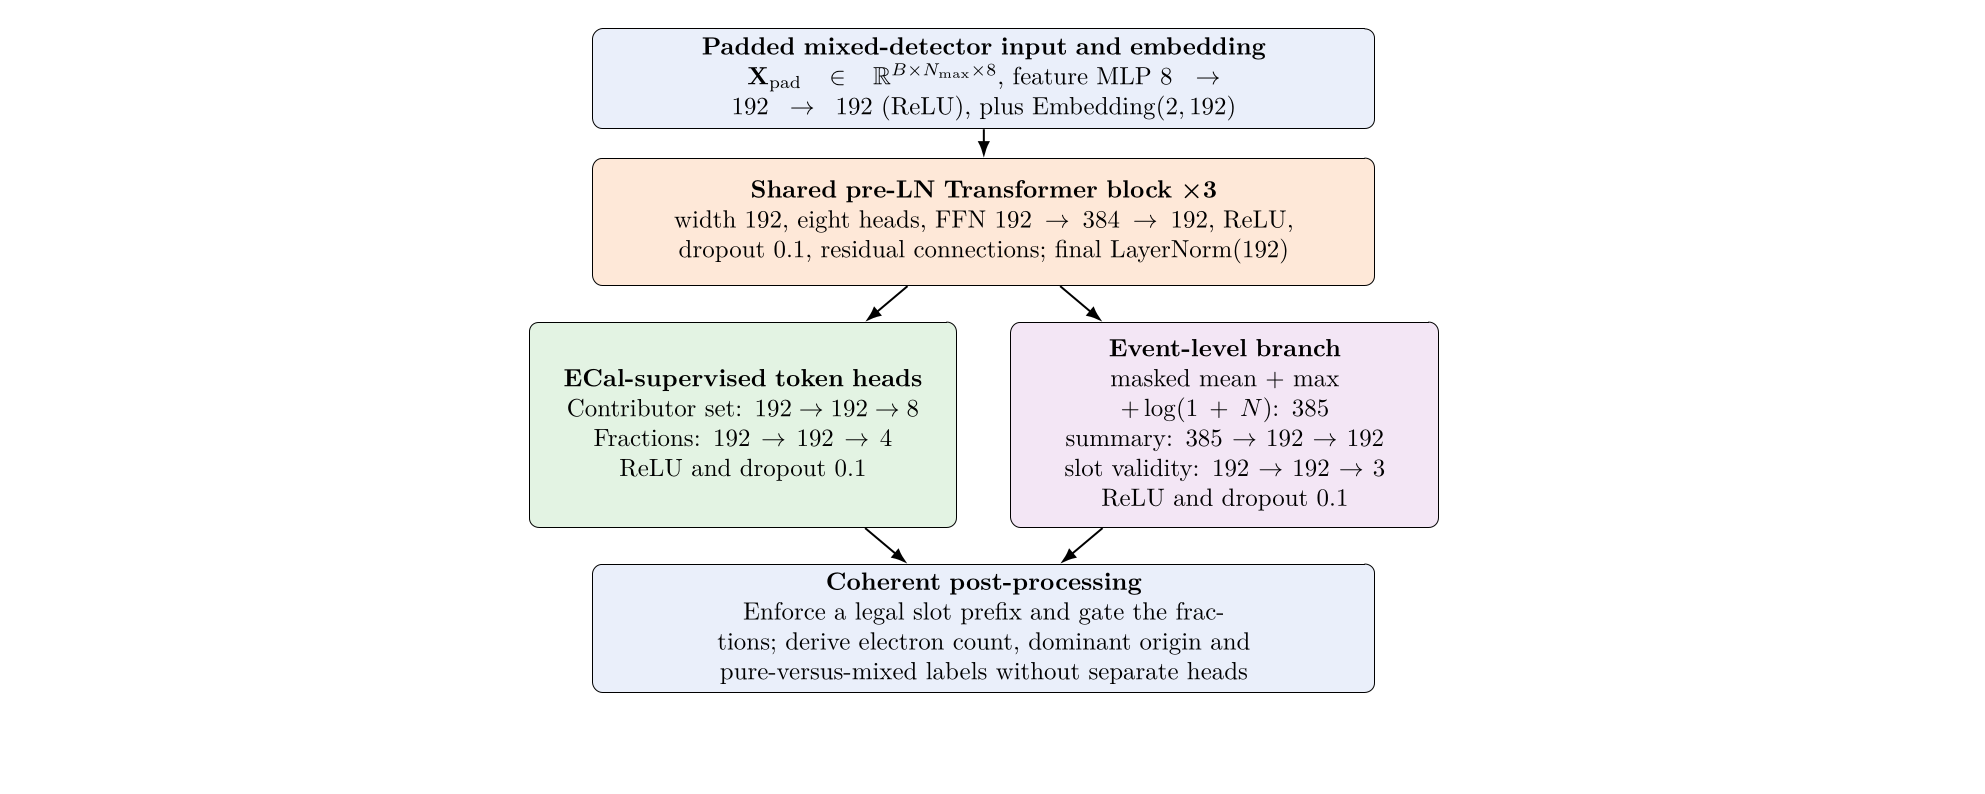 Padded mixed-detector input and embedding
X_pad ∈ ℝ^{B×N_max×8}, feature MLP 8 →
192 → 192 (ReLU), plus Embedding(2, 192)
Shared pre-LN Transformer block ×3
width 192, eight heads, FFN 192 → 384 → 192, ReLU,
dropout 0.1, residual connections; final LayerNorm(192)
ECal-supervised token heads
Contributor set: 192 → 192 → 8
Fractions: 192 → 192 → 4
ReLU and dropout 0.1
Event-level branch
masked mean + max
+ log(1 + N): 385
summary: 385 → 192 → 192
slot validity: 192 → 192 → 3
ReLU and dropout 0.1
Coherent post-processing
Enforce a legal slot prefix and gate the frac-
tions; derive electron count, dominant origin and
pure-versus-mixed labels without separate heads